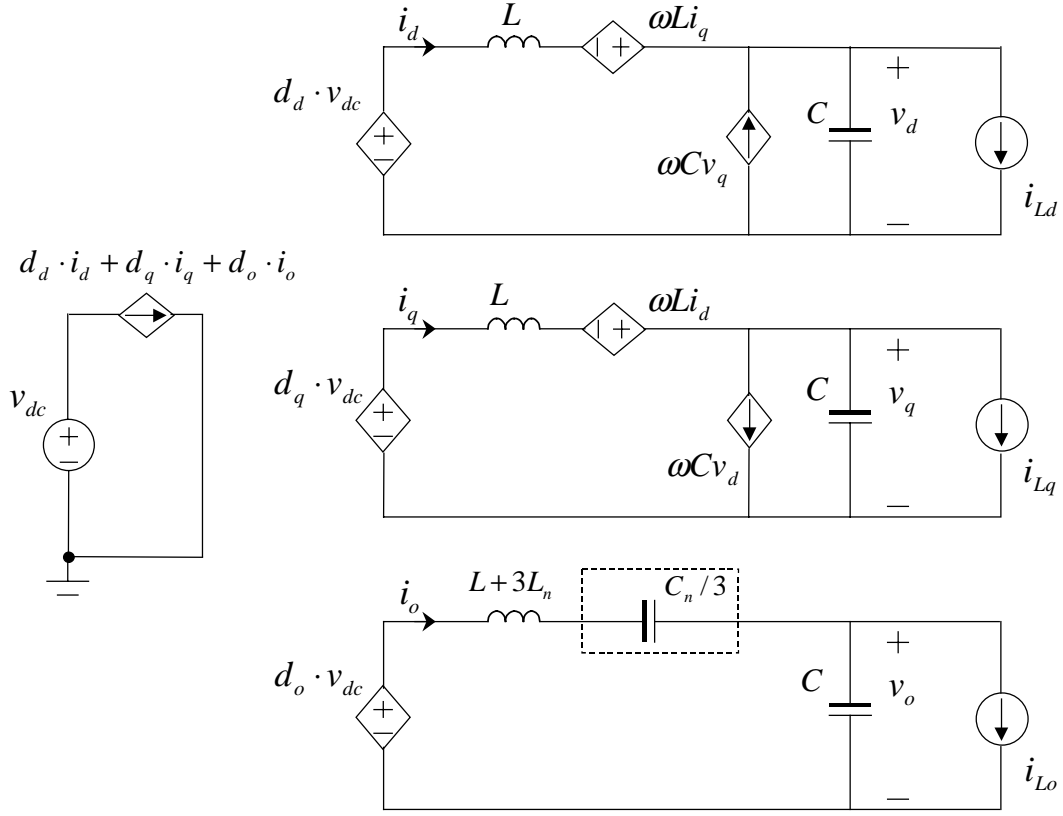 i_d
L
ωLi_q
d_d · v_dc
+
−
− +
ωCv_q
C
+
v_d
−
i_Ld
d_d · i_d + d_q · i_q + d_o · i_o
v_dc
+
−
i_q
L
ωLi_d
d_q · v_dc
+
−
− +
ωCv_d
C
+
v_q
−
i_Lq
i_o
L + 3L_n
C_n / 3
d_o · v_dc
+
−
C
+
v_o
−
i_Lo